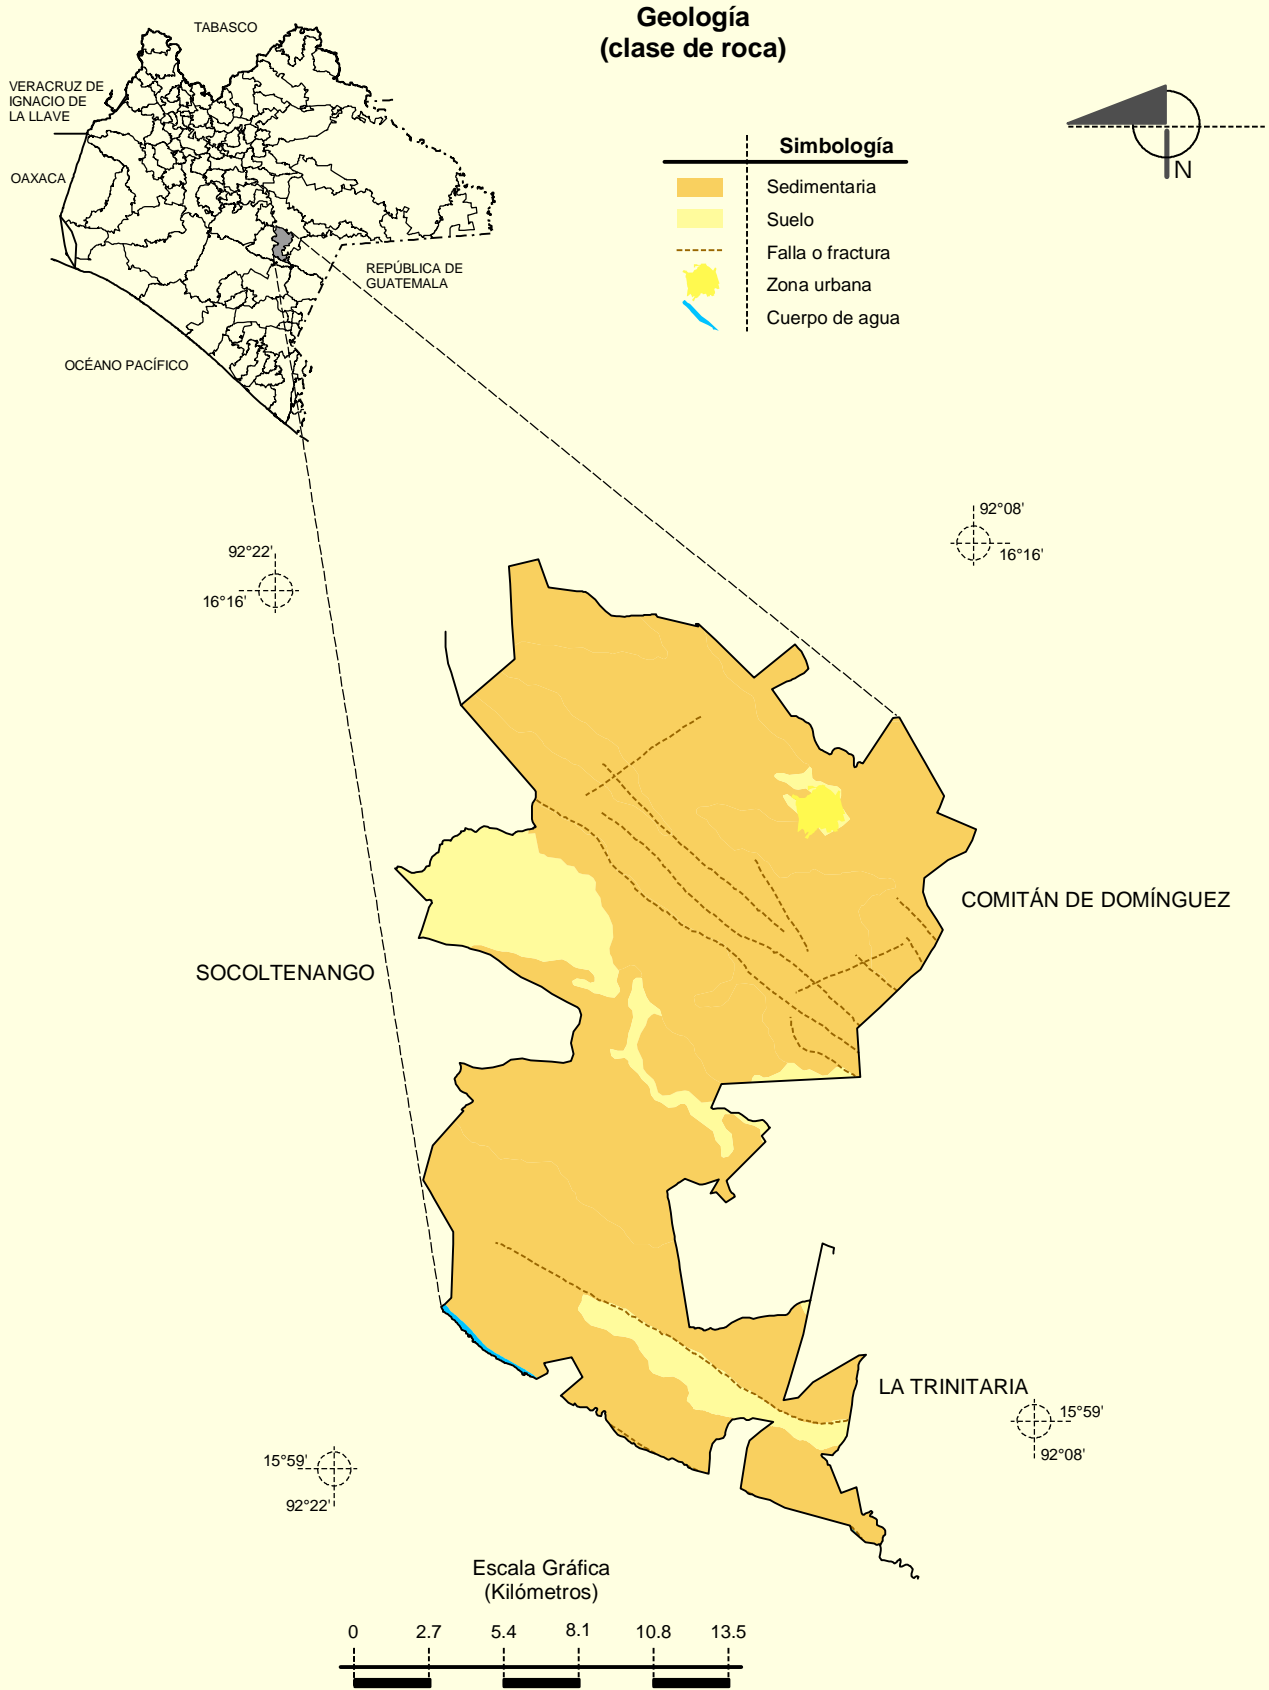 Geología
(clase de roca)
TABASCO
VERACRUZ DE
IGNACIO DE
LA LLAVE
OAXACA
REPÚBLICA DE
GUATEMALA
OCÉANO PACÍFICO
N
Simbología
Sedimentaria
Suelo
Falla o fractura
Zona urbana
Cuerpo de agua
92°08'
16°16'
92°22'
16°16'
COMITÁN DE DOMÍNGUEZ
SOCOLTENANGO
LA TRINITARIA
15°59'
92°08'
15°59'
92°22'
Escala Gráfica
(Kilómetros)
0 2.7 5.4 8.1 10.8 13.5